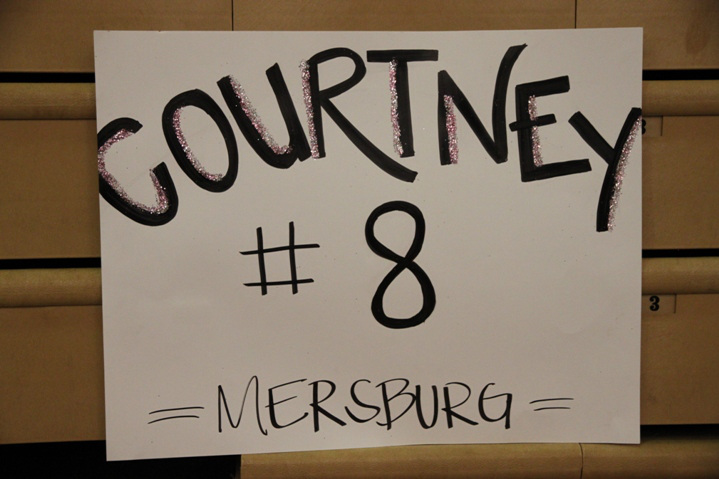 COURTNEY
# 8
= MERSBURG =
3